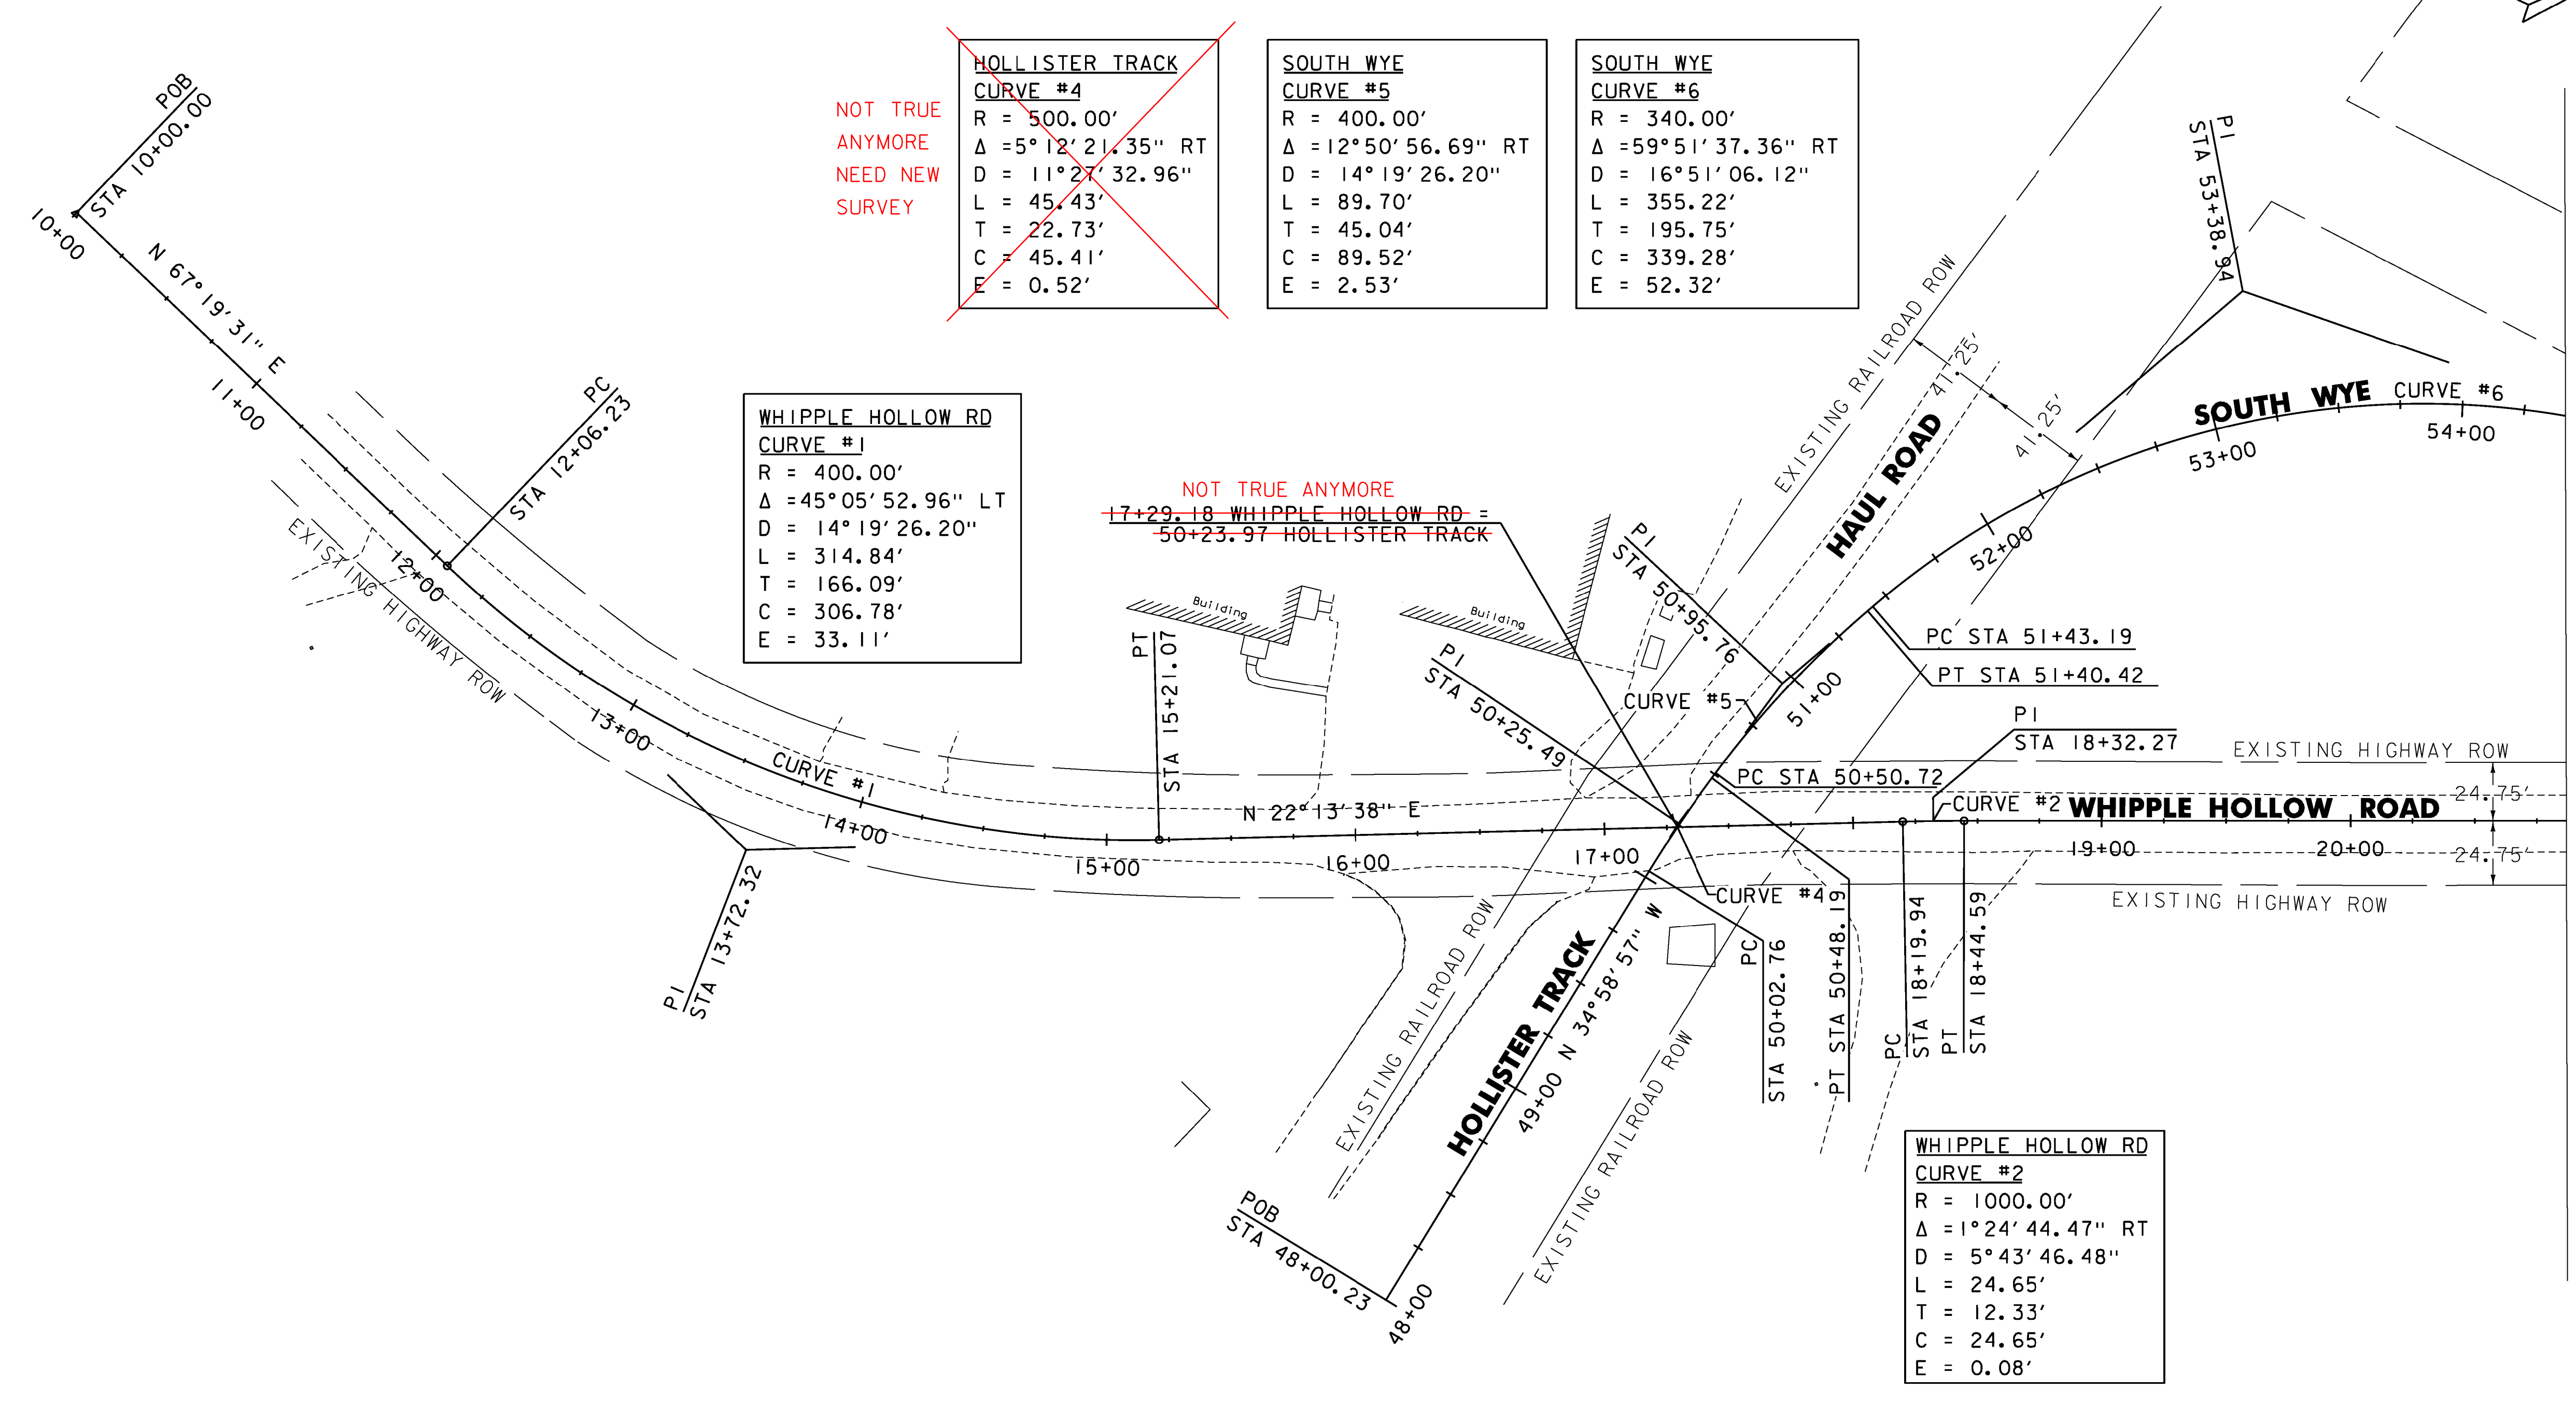 POB
STA 10+00.00
10+00
N 67°19'31" E
11+00
PC
STA 12+06.23
12+00
EXISTING HIGHWAY ROW
NOT TRUE
ANYMORE
NEED NEW
SURVEY
HOLLISTER TRACK
CURVE #4
R = 500.00'
Δ =5°12'21.35" RT
D = 11°27'32.96"
L = 45.43'
T = 22.73'
C = 45.41'
E = 0.52'
SOUTH WYE
CURVE #5
R = 400.00'
Δ =12°50'56.69" RT
D = 14°19'26.20"
L = 89.70'
T = 45.04'
C = 89.52'
E = 2.53'
SOUTH WYE
CURVE #6
R = 340.00'
Δ =59°51'37.36" RT
D = 16°51'06.12"
L = 355.22'
T = 195.75'
C = 339.28'
E = 52.32'
WHIPPLE HOLLOW RD
CURVE #1
R = 400.00'
Δ =45°05'52.96" LT
D = 14°19'26.20"
L = 314.84'
T = 166.09'
C = 306.78'
E = 33.11'
NOT TRUE ANYMORE
17+29.18 WHIPPLE HOLLOW RD =
50+23.97 HOLLISTER TRACK
PI
STA 53+38.94
SOUTH WYE CURVE #6
54+00
53+00
52+00
EXISTING RAILROAD ROW
41.25'
41.25'
HAUL ROAD
PI
STA 50+95.76
Building
Building
PI
STA 50+25.49
CURVE #5
51+00
PC STA 51+43.19
PT STA 51+40.42
PI
STA 18+32.27
EXISTING HIGHWAY ROW
PT
STA 15+21.07
13+00
CURVE #1
14+00
15+00
N 22°13'38" E
16+00
17+00
PC STA 50+50.72
CURVE #2
WHIPPLE HOLLOW ROAD
24.75'
19+00
20+00
24.75'
EXISTING HIGHWAY ROW
PI
STA 13+72.32
CURVE #4
PC
STA 50+02.76
PT STA 50+48.19
PC
STA 18+19.94
PT
STA 18+44.59
HOLLISTER TRACK
N 34°58'57" W
49+00
EXISTING RAILROAD ROW
EXISTING RAILROAD ROW
POB
STA 48+00.23
48+00
WHIPPLE HOLLOW RD
CURVE #2
R = 1000.00'
Δ =1°24'44.47" RT
D = 5°43'46.48"
L = 24.65'
T = 12.33'
C = 24.65'
E = 0.08'